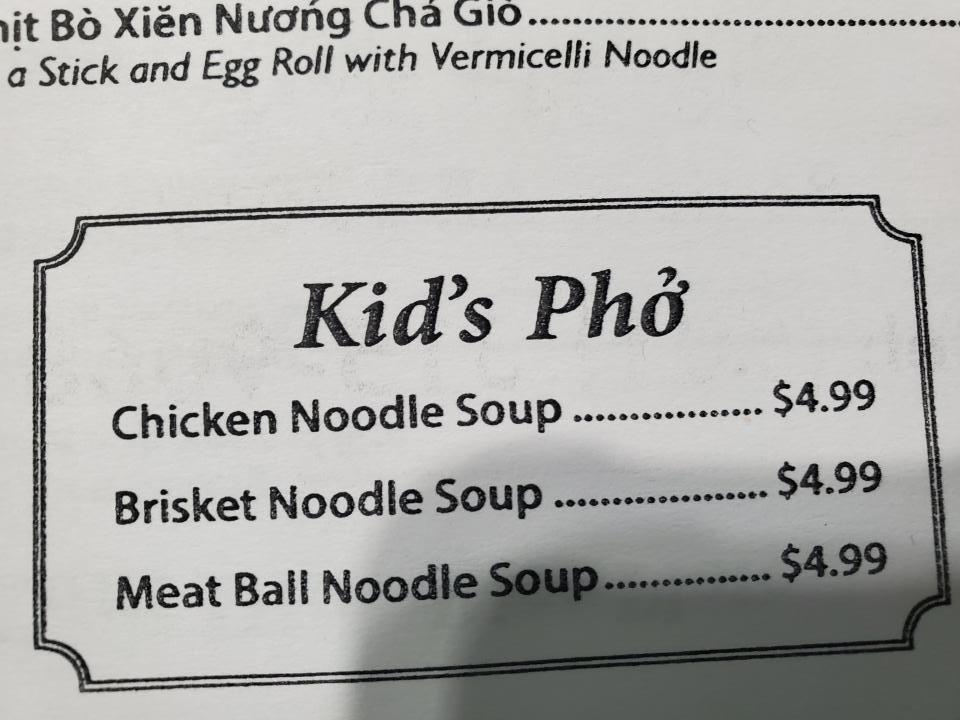 Bò Xiên Nướng Chả Giò
a Stick and Egg Roll with Vermicelli Noodle
Kid's Phở
Chicken Noodle Soup ................. $4.99
Brisket Noodle Soup ................... $4.99
Meat Ball Noodle Soup............... $4.99